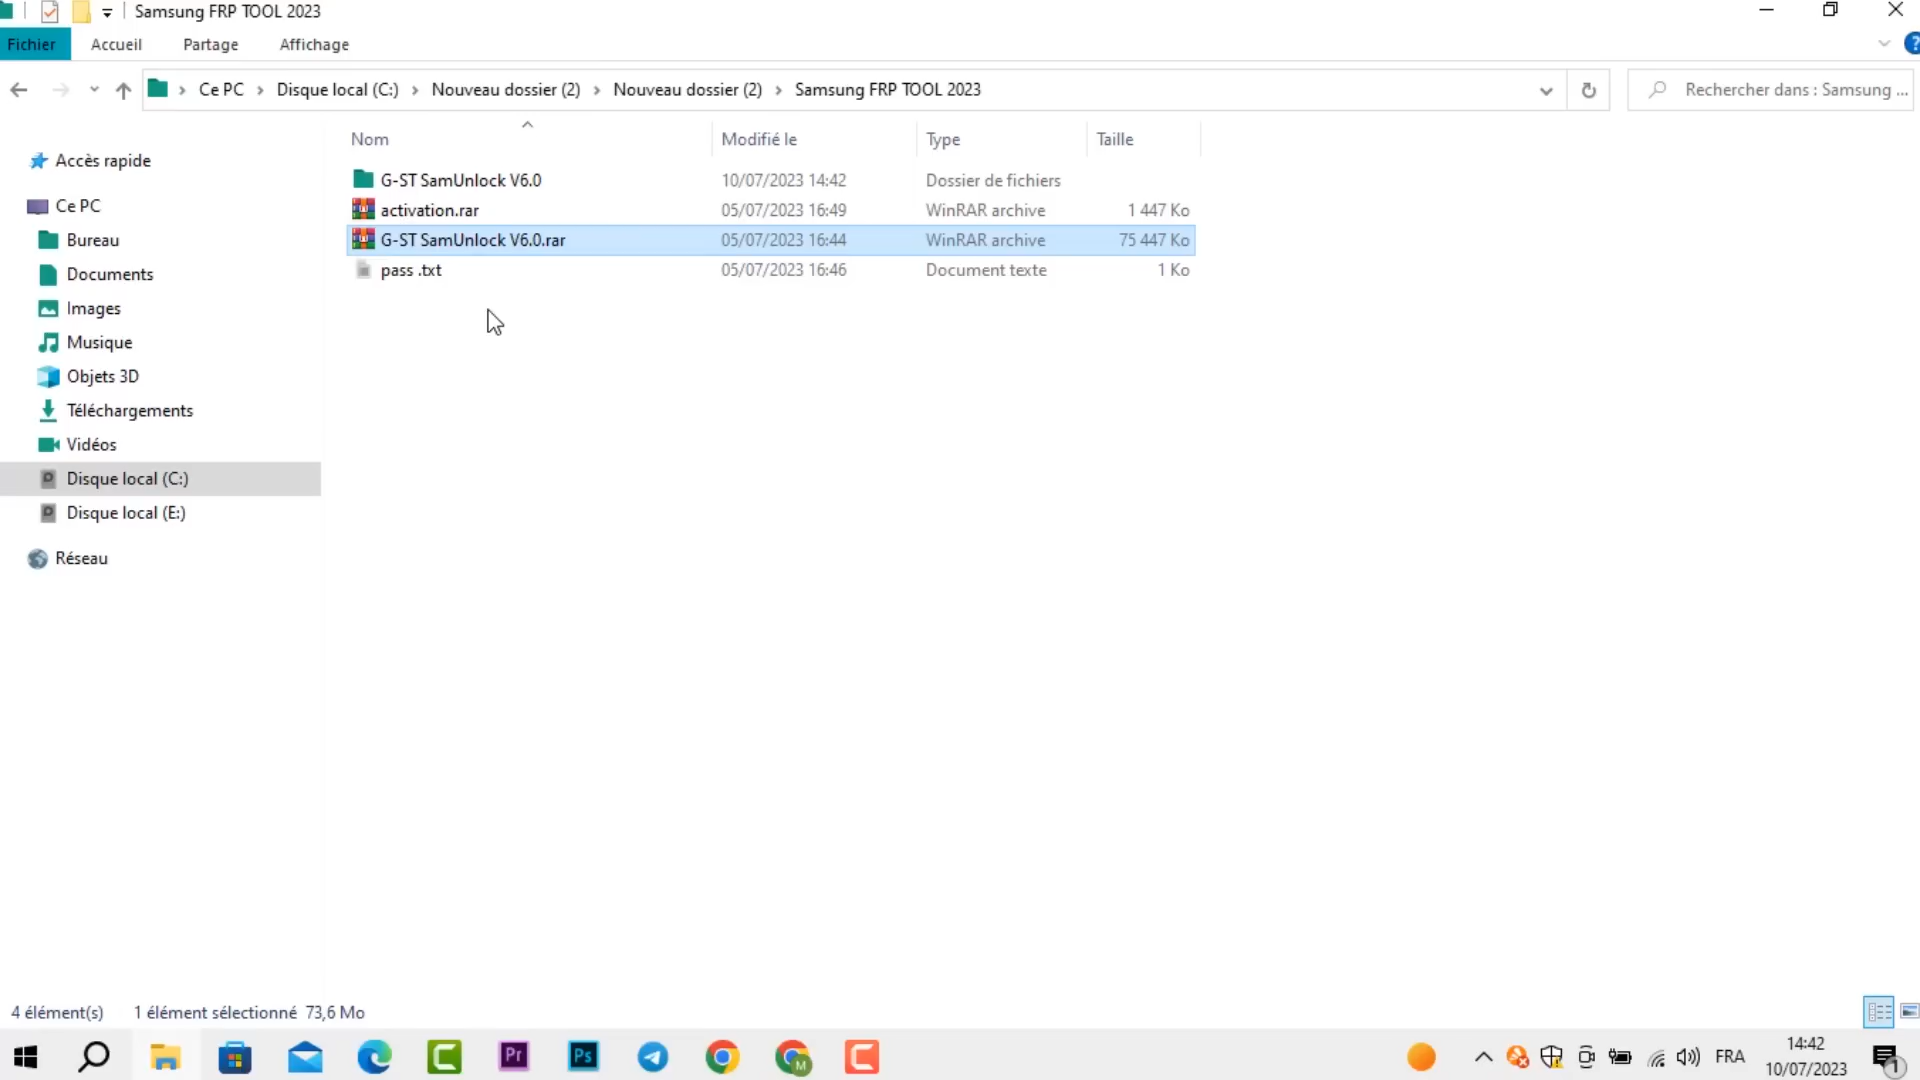 Samsung FRP TOOL 2023
Fichier Accueil Partage Affichage
Ce PC Disque local (C:) Nouveau dossier (2) Nouveau dossier (2) Samsung FRP TOOL 2023
Rechercher dans : Samsung ...
Nom Modifié le Type Taille
G-ST SamUnlock V6.0 10/07/2023 14:42 Dossier de fichiers
activation.rar 05/07/2023 16:49 WinRAR archive 1 447 Ko
G-ST SamUnlock V6.0.rar 05/07/2023 16:44 WinRAR archive 75 447 Ko
pass .txt 05/07/2023 16:46 Document texte 1 Ko
Accès rapide
Ce PC
Bureau
Documents
Images
Musique
Objets 3D
Téléchargements
Vidéos
Disque local (C:)
Disque local (E:)
Réseau
4 élément(s) 1 élément sélectionné 73,6 Mo
Pr Ps M FRA
14:42
10/07/2023
1